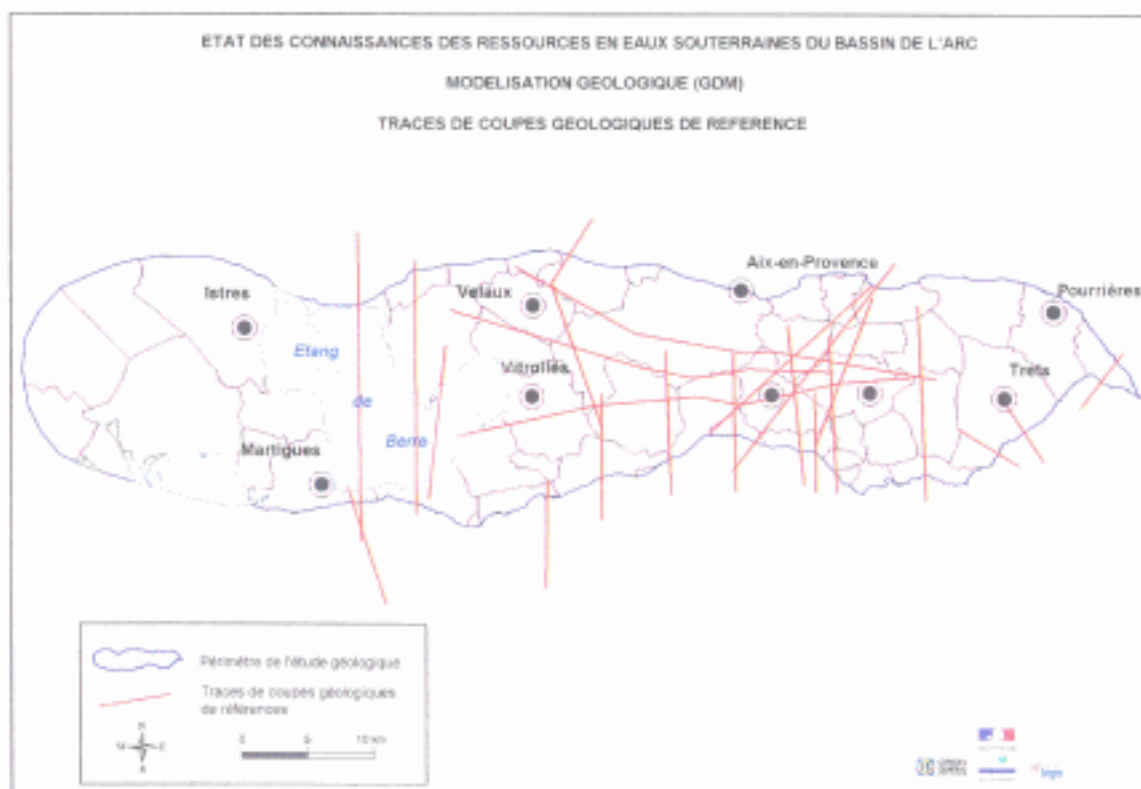 ETAT DES CONNAISSANCES DES RESSOURCES EN EAUX SOUTERRAINES DU BASSIN DE L'ARC
MODELISATION GEOLOGIQUE (GDM)
TRACES DE COUPES GEOLOGIQUES DE REFERENCE
Aix-en-Provence
Istres
Velaux
Pourrières
Etang
Vitrolles
Trets
de
Berre
Martigues
Périmètre de l'étude géologique
Traces de coupes géologiques
de références
N
W E
S
0 5 10 km